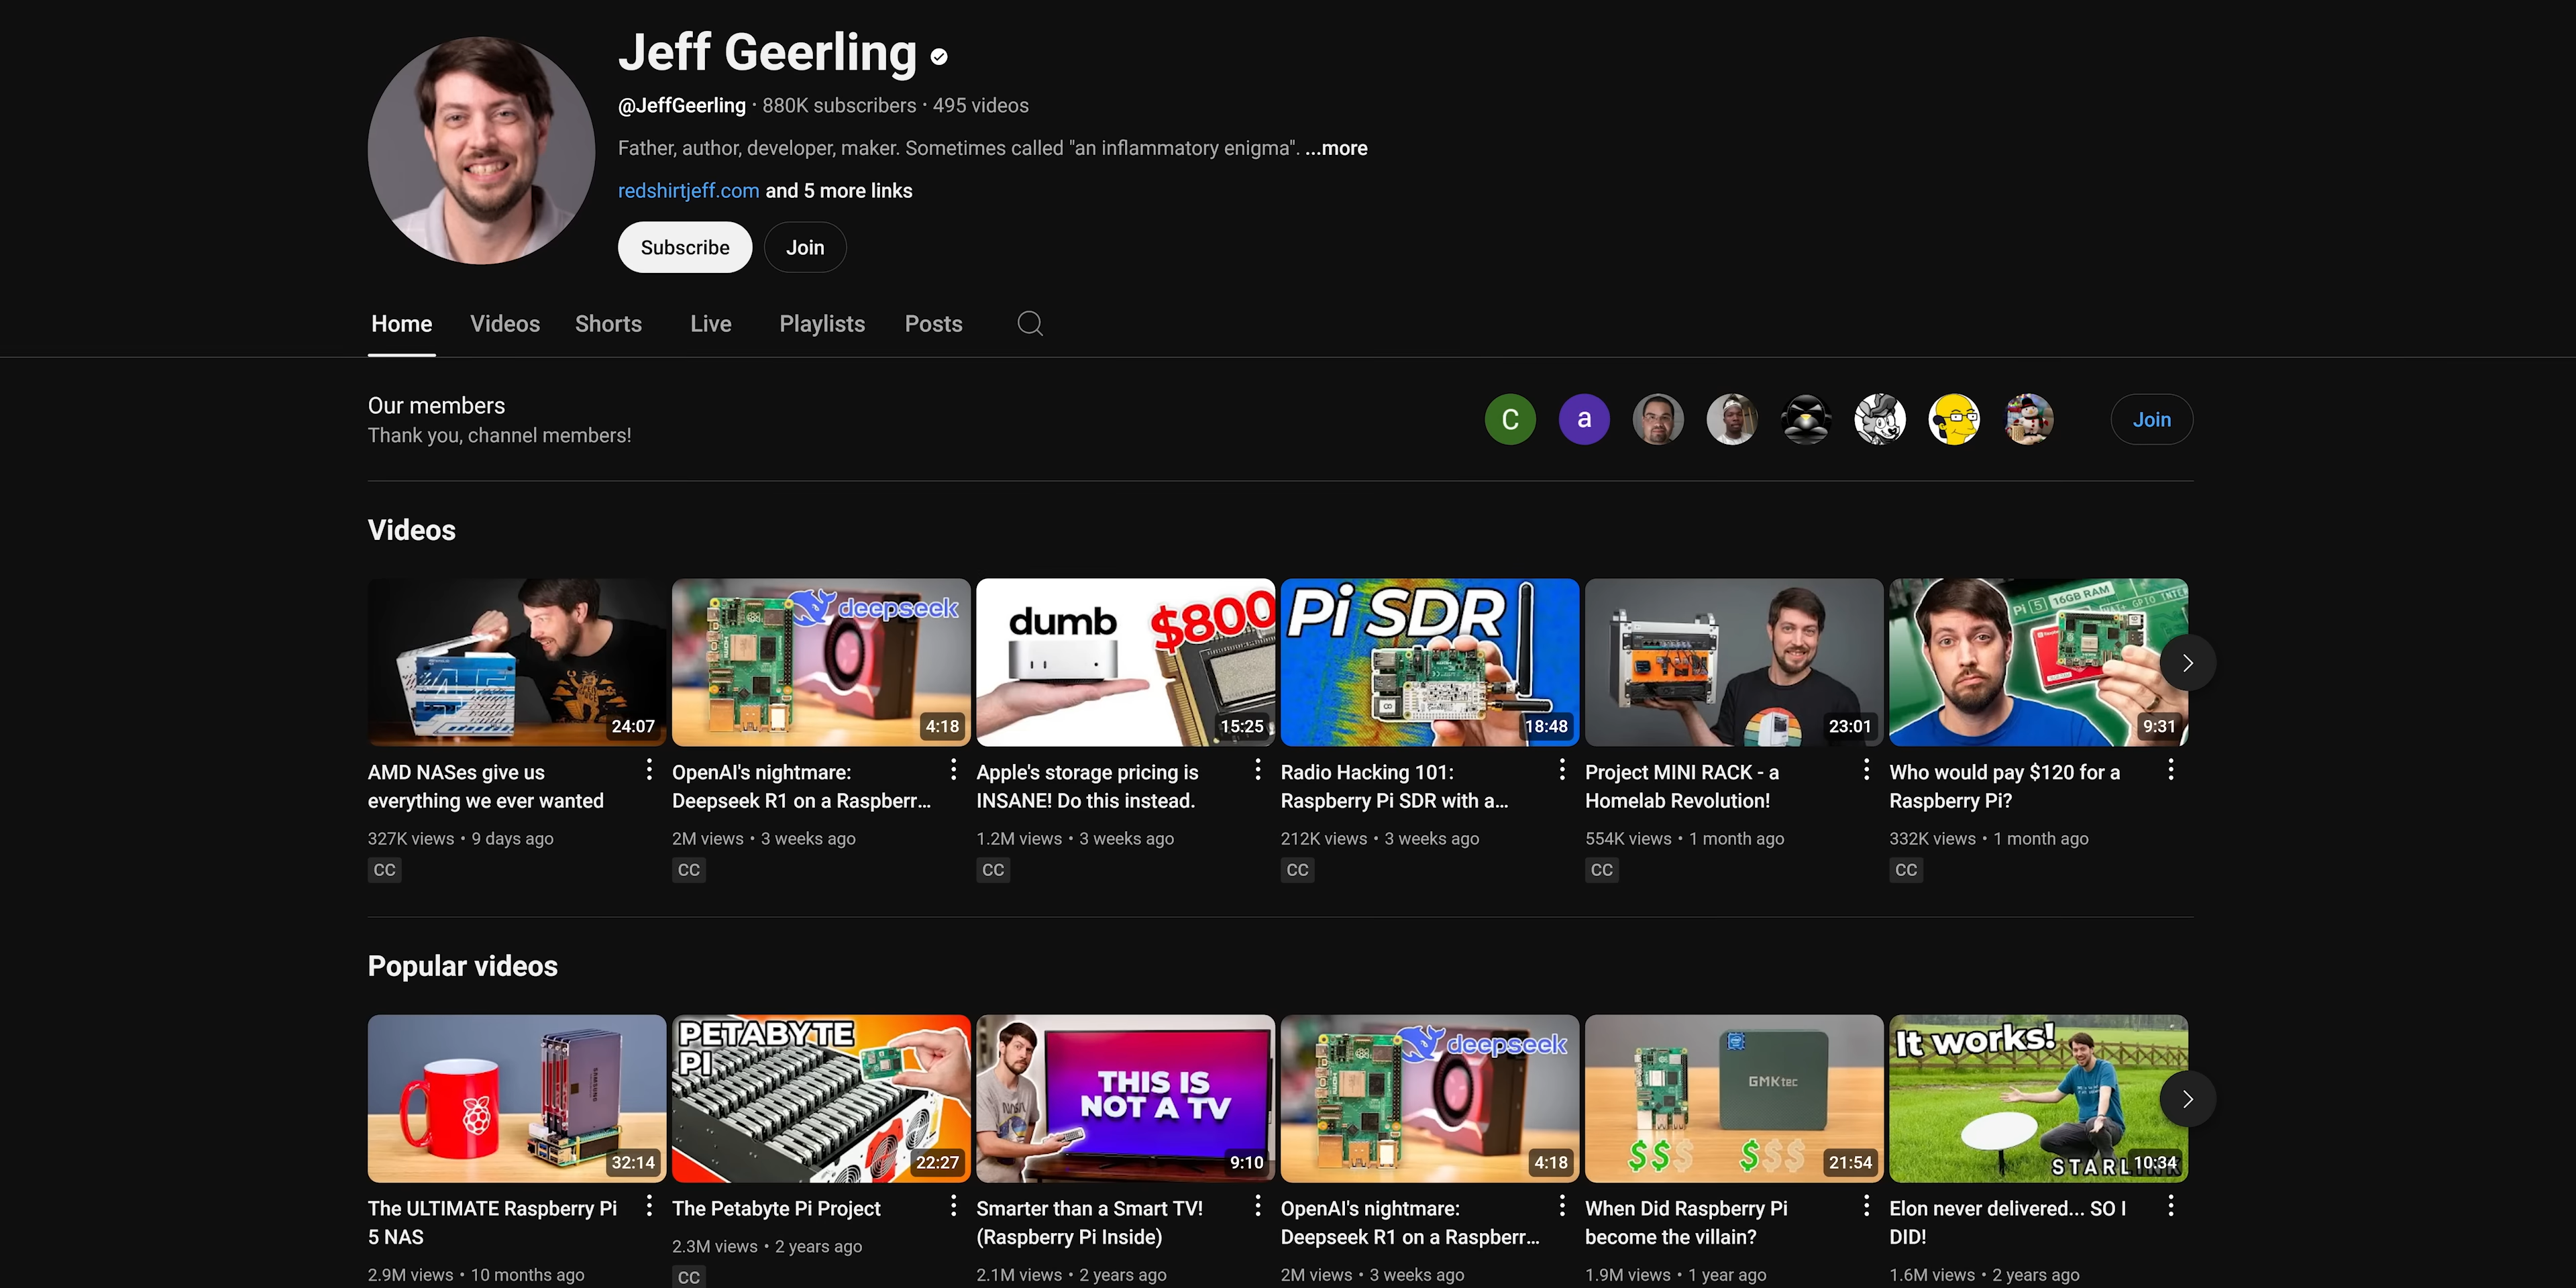 Jeff Geerling
@JeffGeerling · 880K subscribers · 495 videos
Father, author, developer, maker. Sometimes called "an inflammatory enigma". ...more
redshirtjeff.com and 5 more links
Subscribe
Join
Home
Videos
Shorts
Live
Playlists
Posts
Our members
Thank you, channel members!
C
a
Join
Videos
24:07
AMD NASes give us
everything we ever wanted
327K views • 9 days ago
CC
deepseek
4:18
OpenAI's nightmare:
Deepseek R1 on a Raspberr...
2M views • 3 weeks ago
CC
dumb
$800
15:25
Apple's storage pricing is
INSANE! Do this instead.
1.2M views • 3 weeks ago
CC
Pi SDR
18:48
Radio Hacking 101:
Raspberry Pi SDR with a...
212K views • 3 weeks ago
CC
23:01
Project MINI RACK - a
Homelab Revolution!
554K views • 1 month ago
CC
Pi 5 16GB RAM
9:31
Who would pay $120 for a
Raspberry Pi?
332K views • 1 month ago
CC
Popular videos
SAMSUNG
32:14
The ULTIMATE Raspberry Pi
5 NAS
2.9M views • 10 months ago
PETABYTE
PI
22:27
The Petabyte Pi Project
2.3M views • 2 years ago
CC
NASA
THIS IS
NOT A TV
9:10
Smarter than a Smart TV!
(Raspberry Pi Inside)
2.1M views • 2 years ago
deepseek
4:18
OpenAI's nightmare:
Deepseek R1 on a Raspberr...
2M views • 3 weeks ago
GMKtec
$$$ $$$
21:54
When Did Raspberry Pi
become the villain?
1.9M views • 1 year ago
It works!
STARLINK
10:34
Elon never delivered... SO I
DID!
1.6M views • 2 years ago